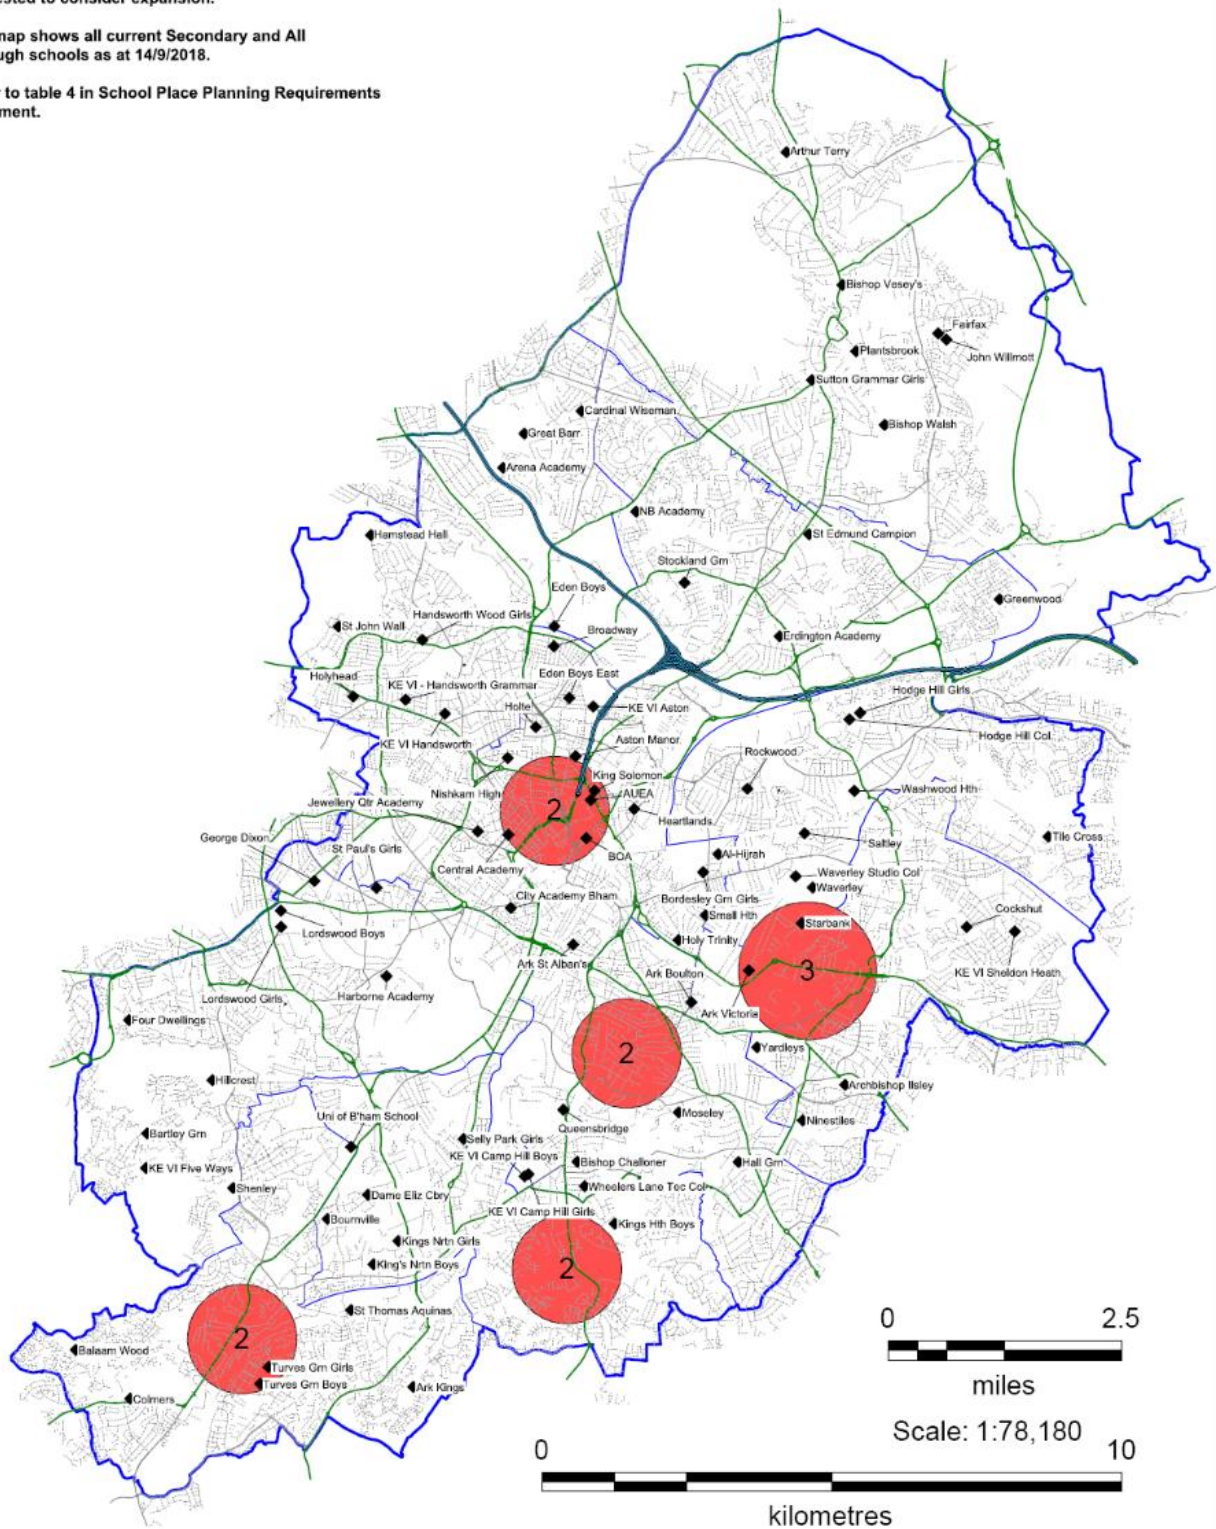 ested to consider expansion.
map shows all current Secondary and All
ugh schools as at 14/9/2018.
to table 4 in School Place Planning Requirements
ment.
Arthur Terry
Bishop Vesey's
Fairfax
John Willmott
Plantsbrook
Sutton Grammar Girls
Cardinal Wiseman
Bishop Walsh
Great Barr
Arena Academy
NB Academy
Hamstead Hall
St Edmund Campion
Stockland Grn
Eden Boys
Greenwood
Handsworth Wood Girls
St John Wall
Broadway
Erdington Academy
Eden Boys East
Holyhead
KE VI - Handsworth Grammar
Hodge Hill Girls
Holte
KE VI Aston
Hodge Hill Col
KE VI Handsworth
Aston Manor
Rockwood
King Solomon
Nishkam High
AUEA
Washwood Hth
Jewellery Qtr Academy
2
Heartlands
George Dixon
St Paul's Girls
Saltley
Tile Cross
BOA
Al-Hijrah
Central Academy
Waverley Studio Col
Waverley
City Academy Bham
Bordesley Grn Girls
Small Hth
Starbank
Cockshut
Lordswood Boys
Holy Trinity
Ark St Alban's
Ark Boulton
3
KE VI Sheldon Heath
Harborne Academy
Lordswood Girls
Ark Victoria
Four Dwellings
2
Yardleys
Hillcrest
Archbishop Ilsley
Uni of B'ham School
Moseley
Ninestiles
Queensbridge
Bartley Grn
Selly Park Girls
KE VI Camp Hill Boys
Bishop Challoner
Hall Grn
KE VI Five Ways
Shenley
Wheelers Lane Tec Col
Dame Eliz Cbry
KE VI Camp Hill Girls
Bournville
Kings Hth Boys
Kings Nrtn Girls
King's Nrtn Boys
2
St Thomas Aquinas
2
Balaam Wood
Turves Grn Girls
Turves Grn Boys
Ark Kings
Colmers
0 2.5
miles
Scale: 1:78,180
0 10
kilometres